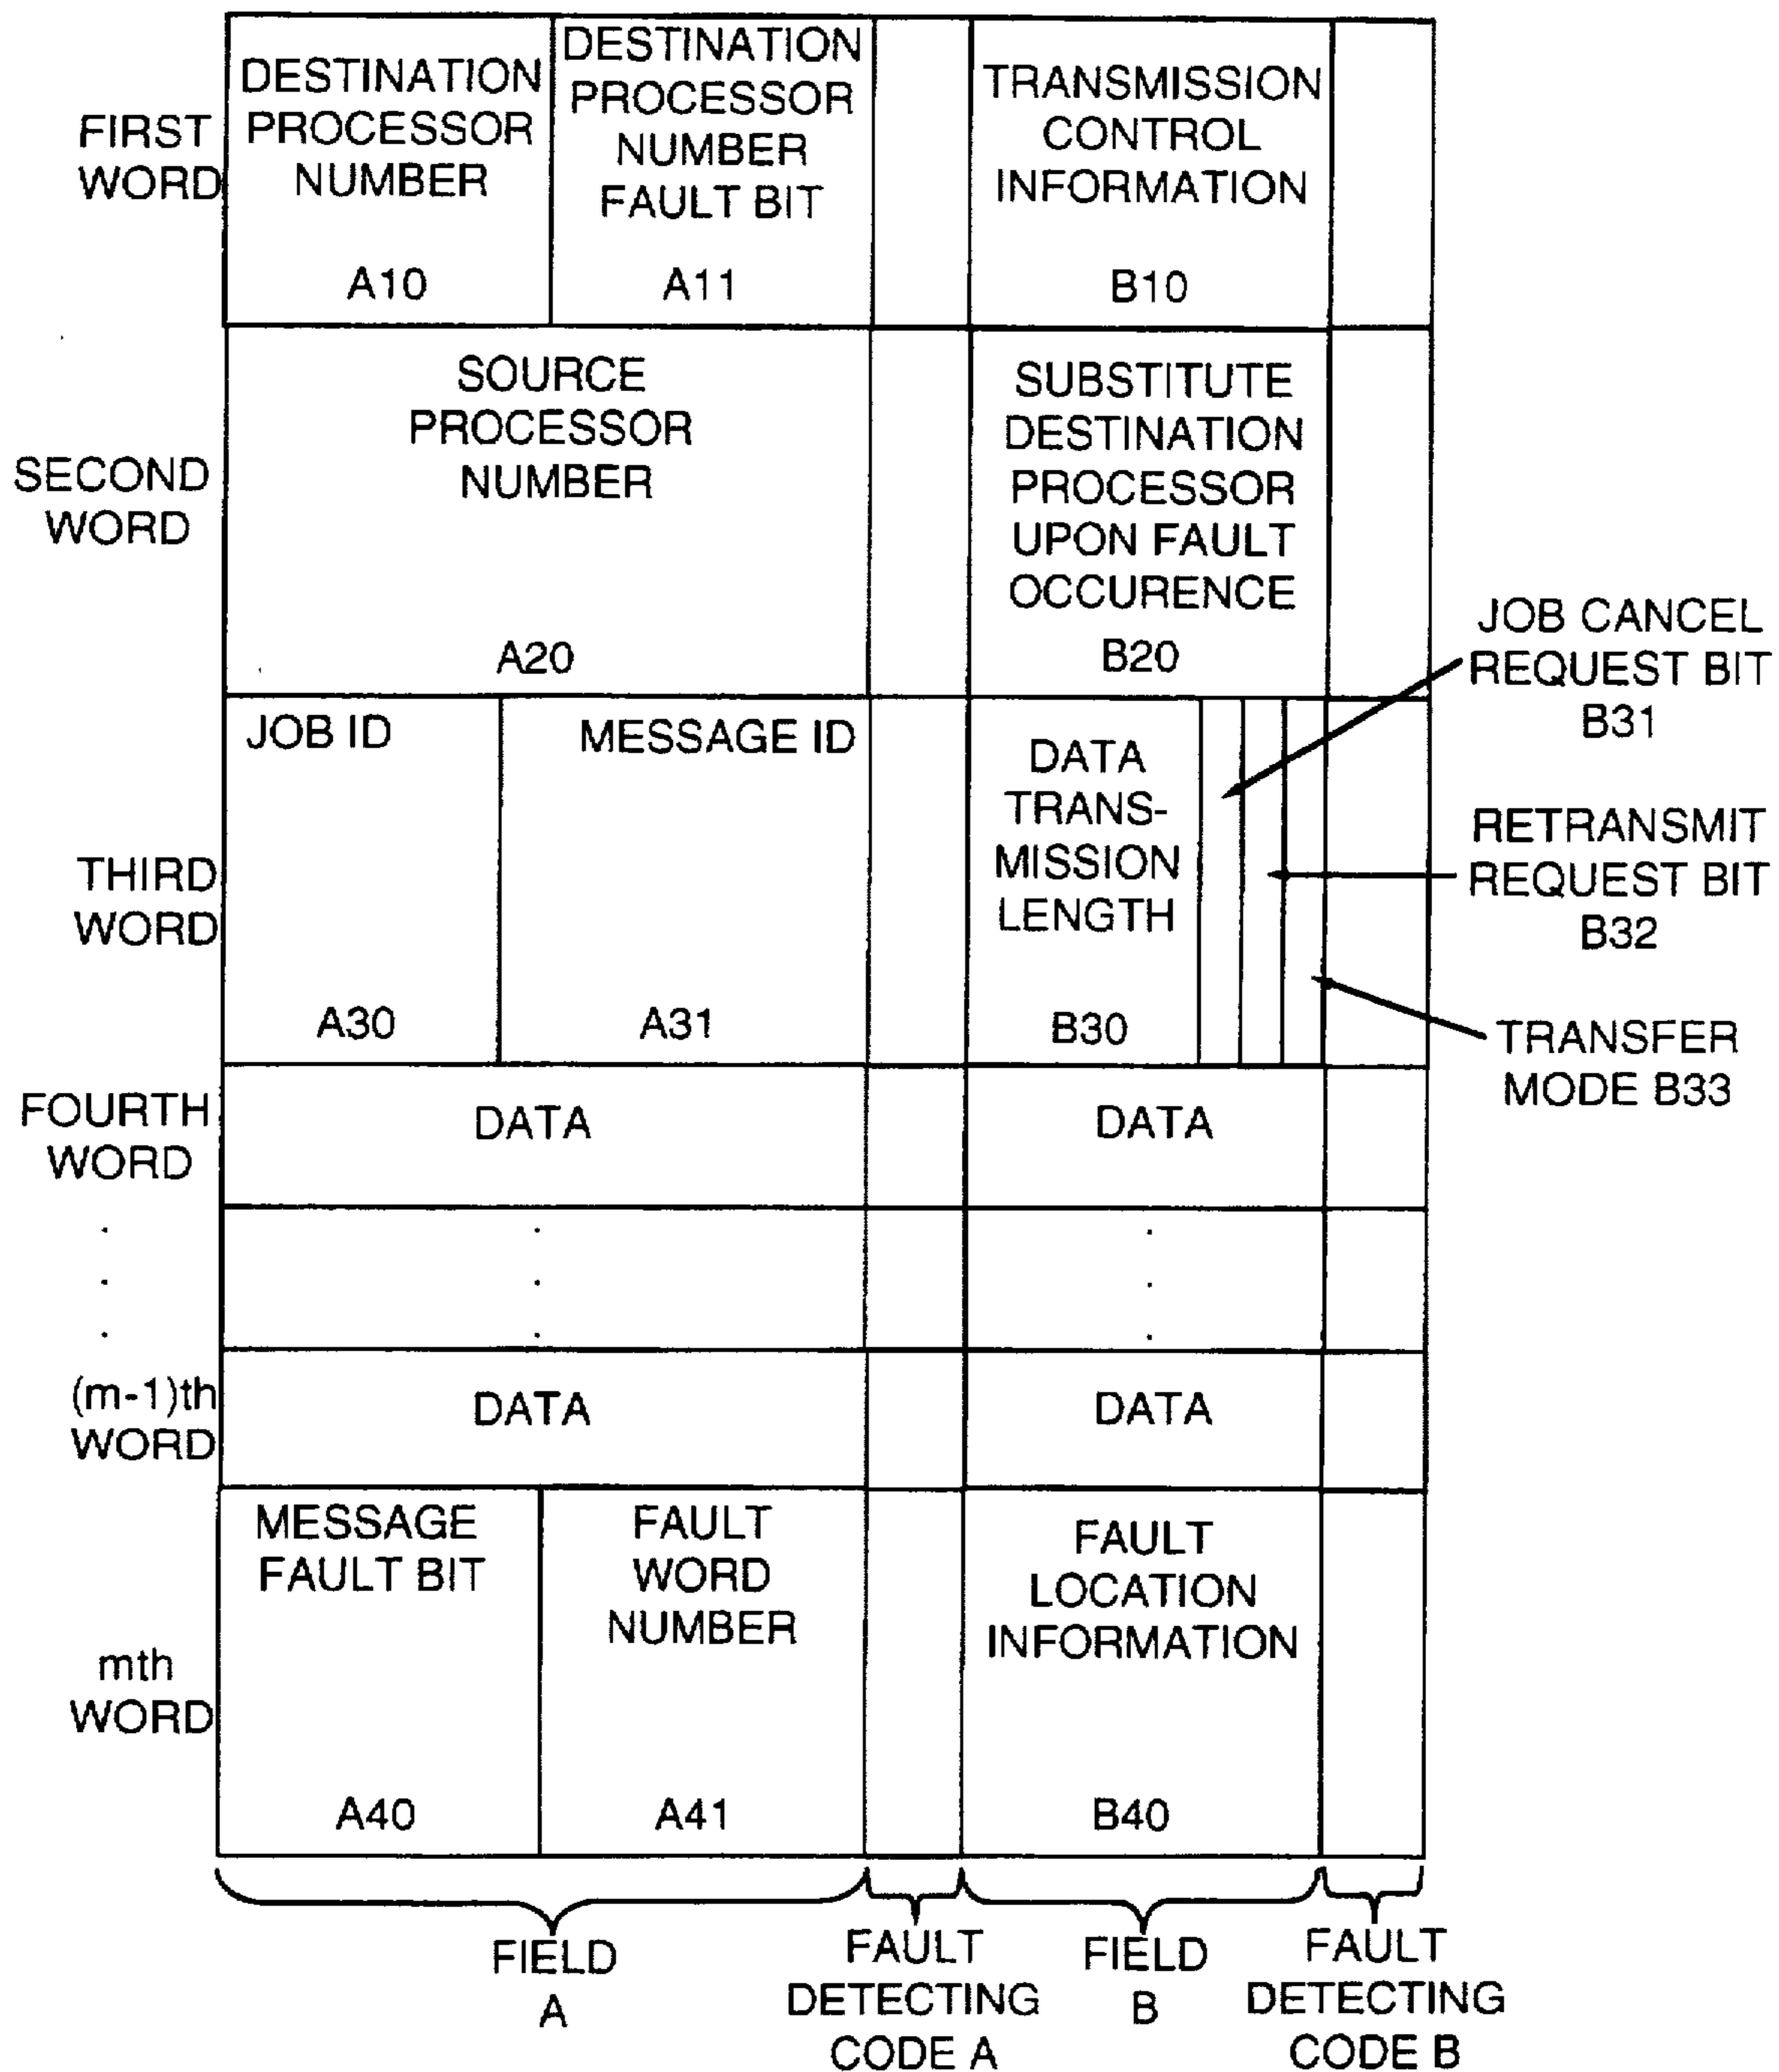 FIRST
WORD
DESTINATION
PROCESSOR
NUMBER
A10
DESTINATION
PROCESSOR
NUMBER
FAULT BIT
A11
TRANSMISSION
CONTROL
INFORMATION
B10
SECOND
WORD
SOURCE
PROCESSOR
NUMBER
A20
SUBSTITUTE
DESTINATION
PROCESSOR
UPON FAULT
OCCURENCE
B20
JOB CANCEL
REQUEST BIT
B31
THIRD
WORD
JOB ID
A30
MESSAGE ID
A31
DATA
TRANS-
MISSION
LENGTH
B30
RETRANSMIT
REQUEST BIT
B32
TRANSFER
MODE B33
FOURTH
WORD
DATA
DATA
(m-1)th
WORD
DATA
DATA
mth
WORD
MESSAGE
FAULT BIT
A40
FAULT
WORD
NUMBER
A41
FAULT
LOCATION
INFORMATION
B40
FIELD
A
FAULT
DETECTING
CODE A
FIELD
B
FAULT
DETECTING
CODE B